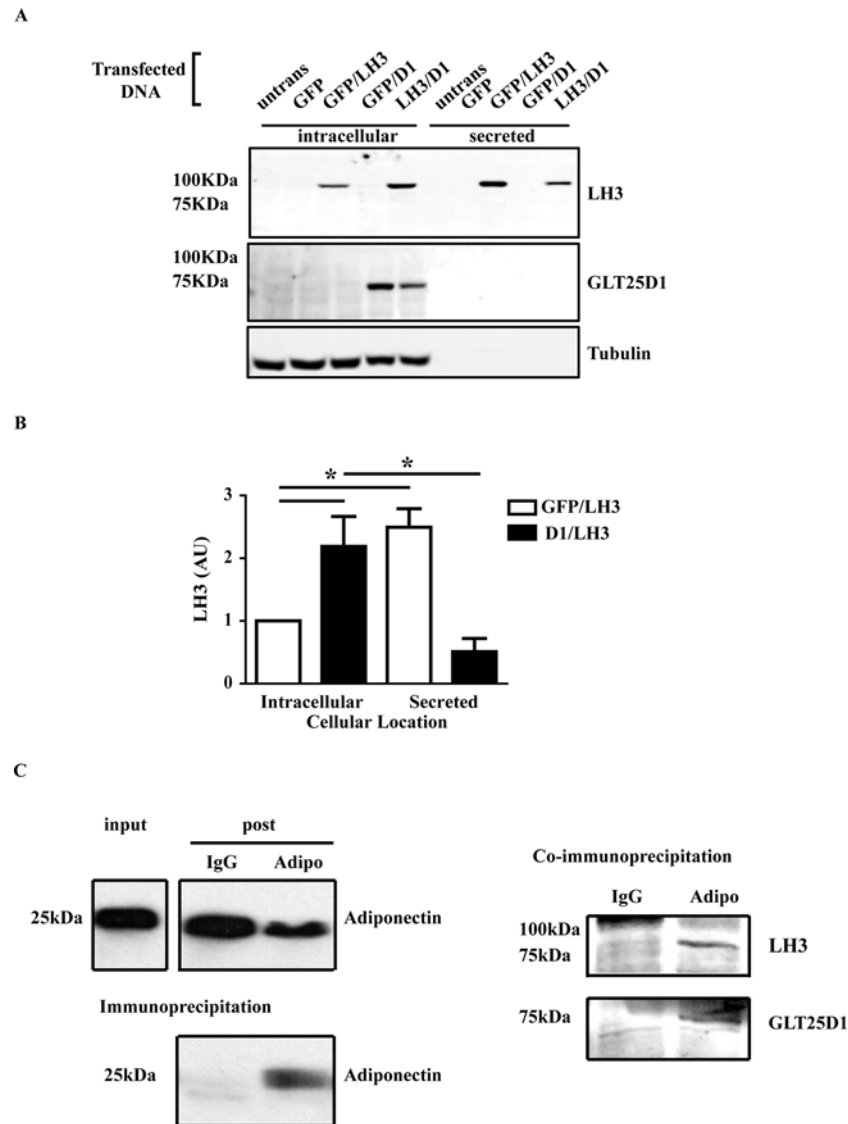 A
Transfected
DNA
untrans GFP GFP/LH3 GFP/D1 LH3/D1 untrans GFP GFP/LH3 GFP/D1 LH3/D1
intracellular secreted
100KDa
75KDa
LH3
100KDa
75KDa
GLT25D1
Tubulin
B
* *
3
2
1
0
LH3 (AU)
GFP/LH3
D1/LH3
Intracellular Secreted
Cellular Location
C
input post
IgG Adipo
25kDa
Adiponectin
Immunoprecipitation
25kDa
Adiponectin
Co-immunoprecipitation
IgG Adipo
100kDa
75kDa
LH3
75kDa
GLT25D1